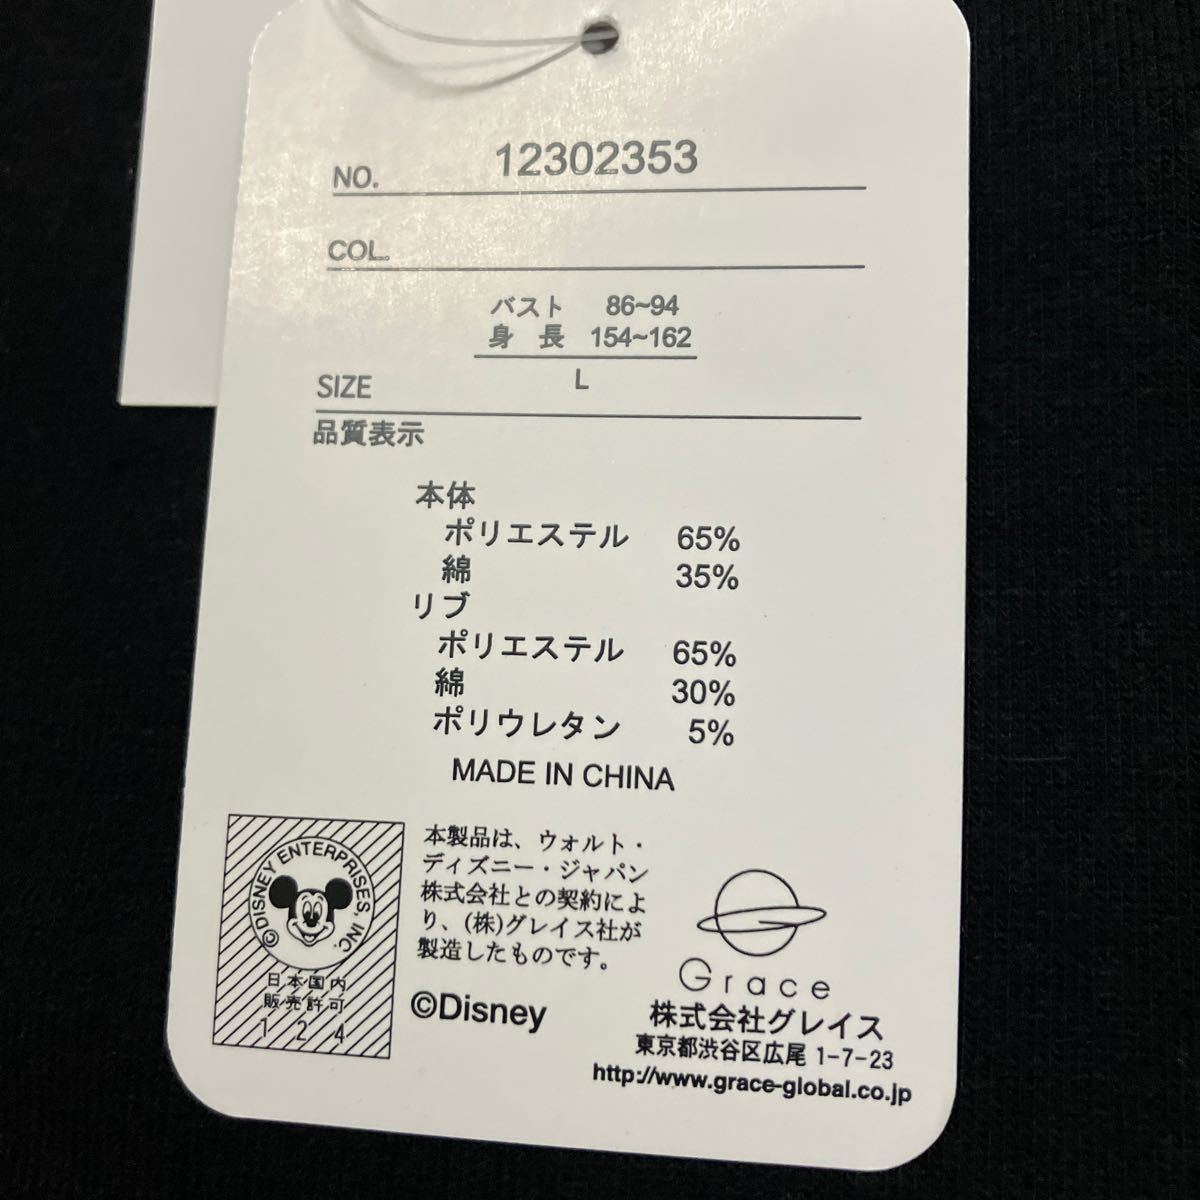 NO. 12302353
COL.
バスト 86~94
身長 154~162
SIZE L
品質表示
本体
ポリエステル 65%
綿 35%
リブ
ポリエステル 65%
綿 30%
ポリウレタン 5%
MADE IN CHINA
©DISNEY ENTERPRISES, INC.
日本国内
販売許可
124
本製品は、ウォルト・
ディズニー・ジャパン
株式会社との契約によ
り、(株)グレイス社が
製造したものです。
©Disney
Grace
株式会社グレイス
東京都渋谷区広尾 1-7-23
http://www.grace-global.co.jp